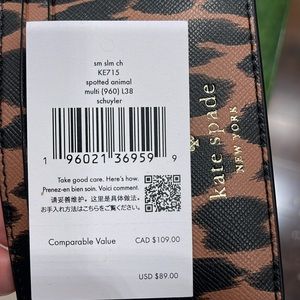 sm slm ch
KE715
spotted animal
multi (960) L38
schuyler
1 96021 36959 9
Take good care. Here's how.
Prenez-en bien soin. Voici comment.
请妥善维护。这里是具体方式。
お手入れ方法はこちらをご覧ください。
Comparable Value CAD $109.00
USD $89.00
kate spade
NEW YORK